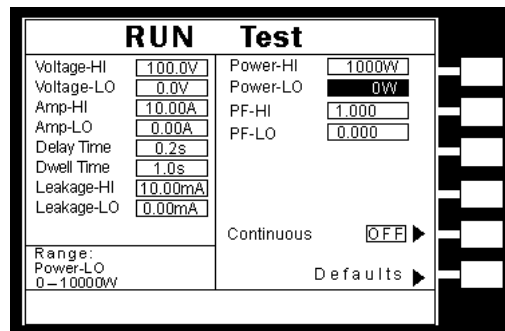 RUN Test
Voltage-HI 100.0V
Voltage-LO 0.0V
Amp-HI 10.00A
Amp-LO 0.00A
Delay Time 0.2s
Dwell Time 1.0s
Leakage-HI 10.00mA
Leakage-LO 0.00mA
Power-HI 1000W
Power-LO 0W
PF-HI 1.000
PF-LO 0.000
Continuous OFF
Defaults
Range:
Power-LO
0-10000W